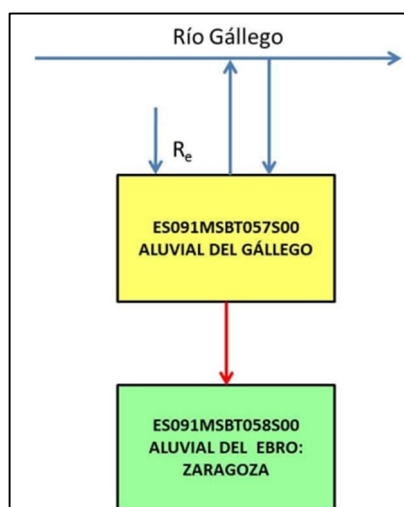 Río Gállego
Re
ES091MSBT057S00
ALUVIAL DEL GÁLLEGO
ES091MSBT058S00
ALUVIAL DEL EBRO:
ZARAGOZA